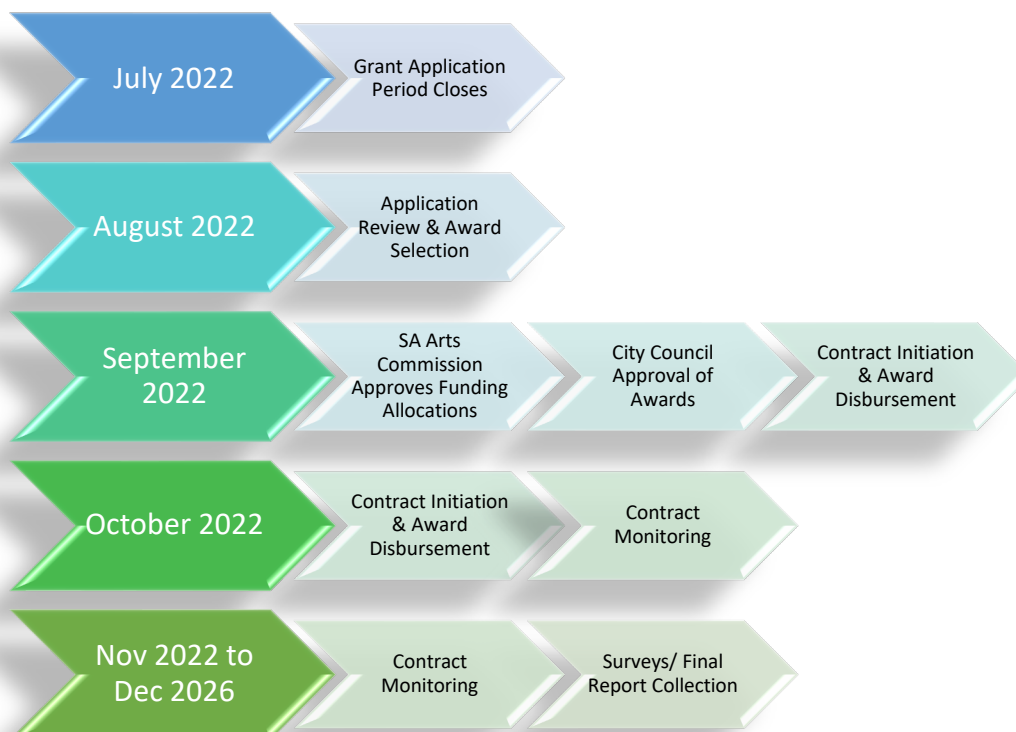 July 2022
Grant Application
Period Closes
August 2022
Application
Review & Award
Selection
September
2022
SA Arts
Commission
Approves Funding
Allocations
City Council
Approval of
Awards
Contract Initiation
& Award
Disbursement
October 2022
Contract Initiation
& Award
Disbursement
Contract
Monitoring
Nov 2022 to
Dec 2026
Contract
Monitoring
Surveys/ Final
Report Collection